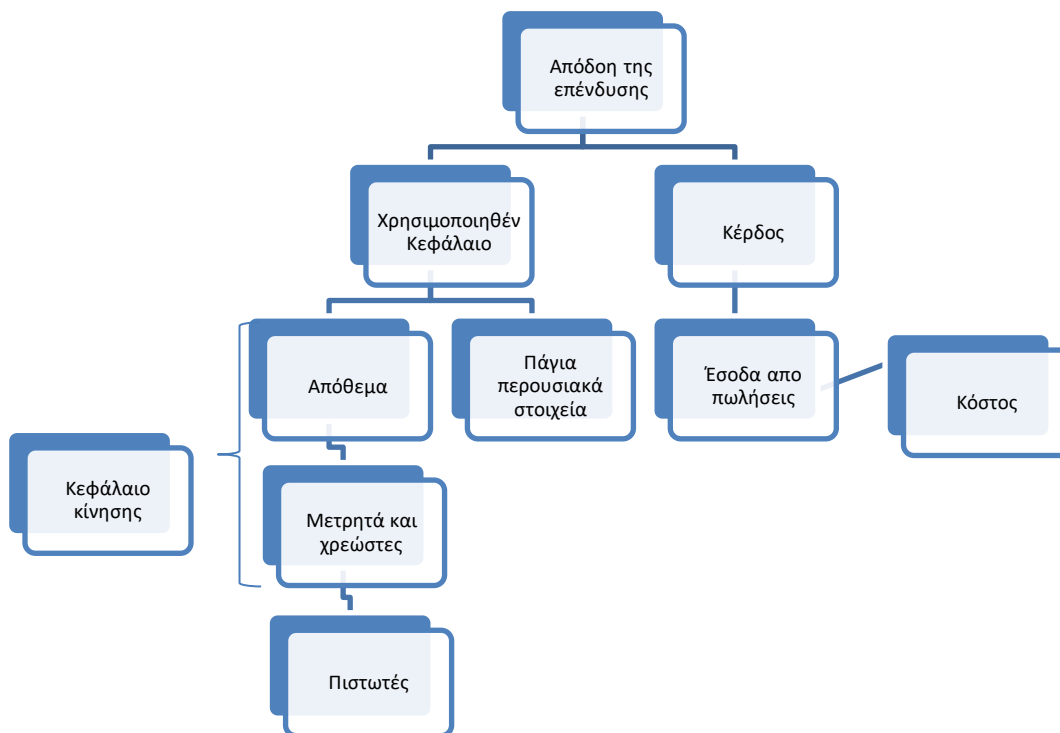 Απόδοη της
επένδυσης
Χρησιμοποιηθέν
Κεφάλαιο
Κέρδος
Απόθεμα
Πάγια
περουσιακά
στοιχεία
Έσοδα απο
πωλήσεις
Κόστος
Κεφάλαιο
κίνησης
Μετρητά και
χρεώστες
Πιστωτές